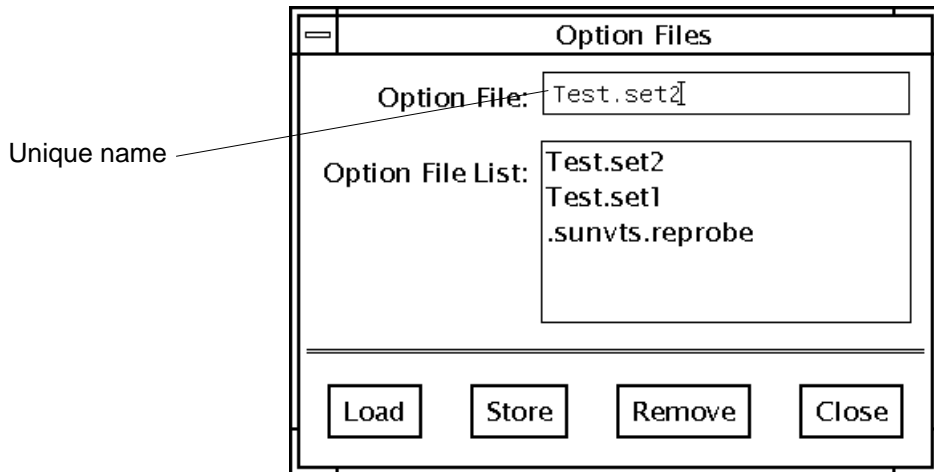 Option Files
Option File: Test.set2
Unique name
Option File List:
Test.set2
Test.set1
.sunvts.reprobe
Load Store Remove Close